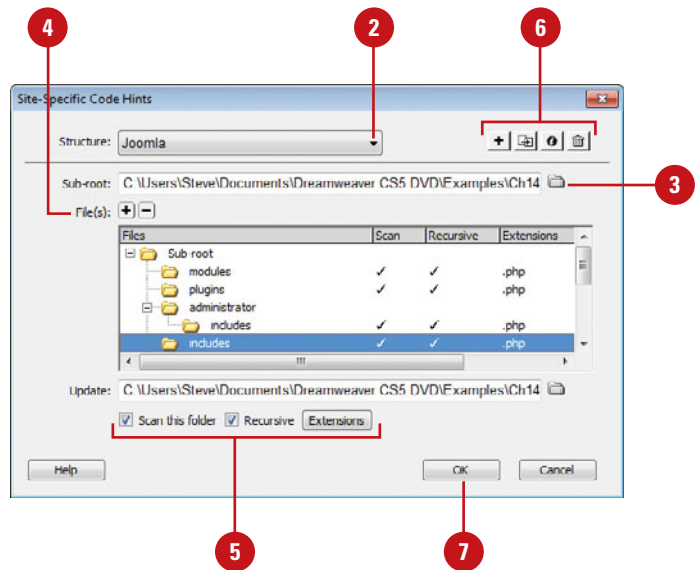 4 2 6
Site-Specific Code Hints
Structure: Joomla
Sub-root: C:\Users\Steve\Documents\Dreamweaver CS5 DVD\Examples\Ch14
3
File(s):
Files Scan Recursive Extensions
Sub root
modules ✓ ✓ .php
plugins ✓ ✓ .php
administrator
includes ✓ ✓ .php
includes ✓ ✓ .php
Update: C:\Users\Steve\Documents\Dreamweaver CS5 DVD\Examples\Ch14
Scan this folder Recursive Extensions
Help OK Cancel
5 7